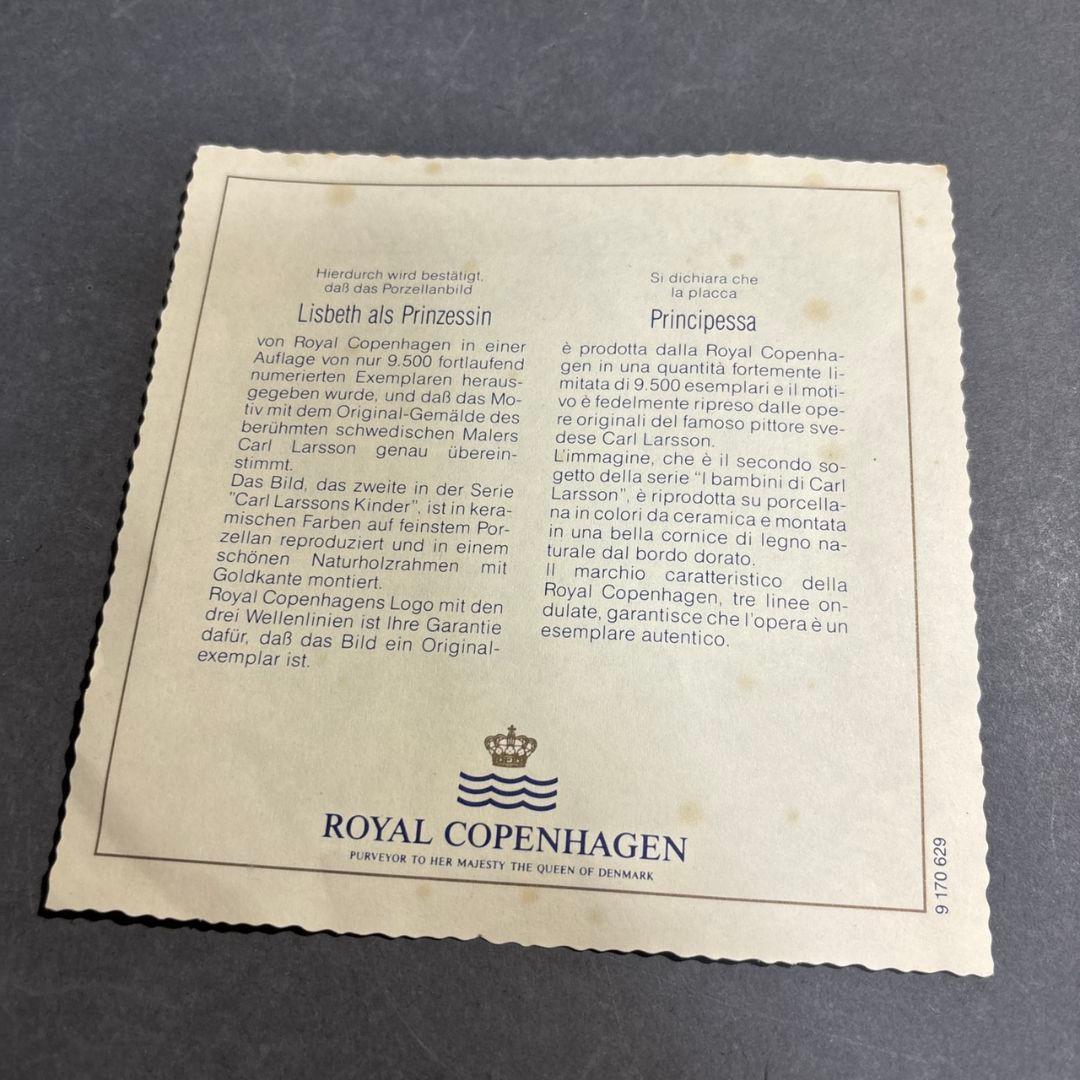 Hierdurch wird bestätigt,
daß das Porzellanbild
Lisbeth als Prinzessin
von Royal Copenhagen in einer
Auflage von nur 9.500 fortlaufend
numerierten Exemplaren heraus-
gegeben wurde, und daß das Mo-
tiv mit dem Original-Gemälde des
berühmten schwedischen Malers
Carl Larsson genau überein-
stimmt.
Das Bild, das zweite in der Serie
"Carl Larssons Kinder", ist in kera-
mischen Farben auf feinstem Por-
zellan reproduziert und in einem
schönen Naturholzrahmen mit
Goldkante montiert.
Royal Copenhagens Logo mit den
drei Wellenlinien ist Ihre Garantie
dafür, daß das Bild ein Original-
exemplar ist.
Si dichiara che
la placca
Principessa
è prodotta dalla Royal Copenha-
gen in una quantità fortemente li-
mitata di 9.500 esemplari e il moti-
vo è fedelmente ripreso dalle ope-
re originali del famoso pittore sve-
dese Carl Larsson.
L'immagine, che è il secondo so-
getto della serie "I bambini di Carl
Larsson", è riprodotta su porcella-
na in colori da ceramica e montata
in una bella cornice di legno na-
turale dal bordo dorato.
Il marchio caratteristico della
Royal Copenhagen, tre linee on-
dulate, garantisce che l'opera è un
esemplare autentico.
ROYAL COPENHAGEN
PURVEYOR TO HER MAJESTY THE QUEEN OF DENMARK
9 170 629